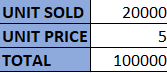 UNIT SOLD 20000
UNIT PRICE 5
TOTAL 100000